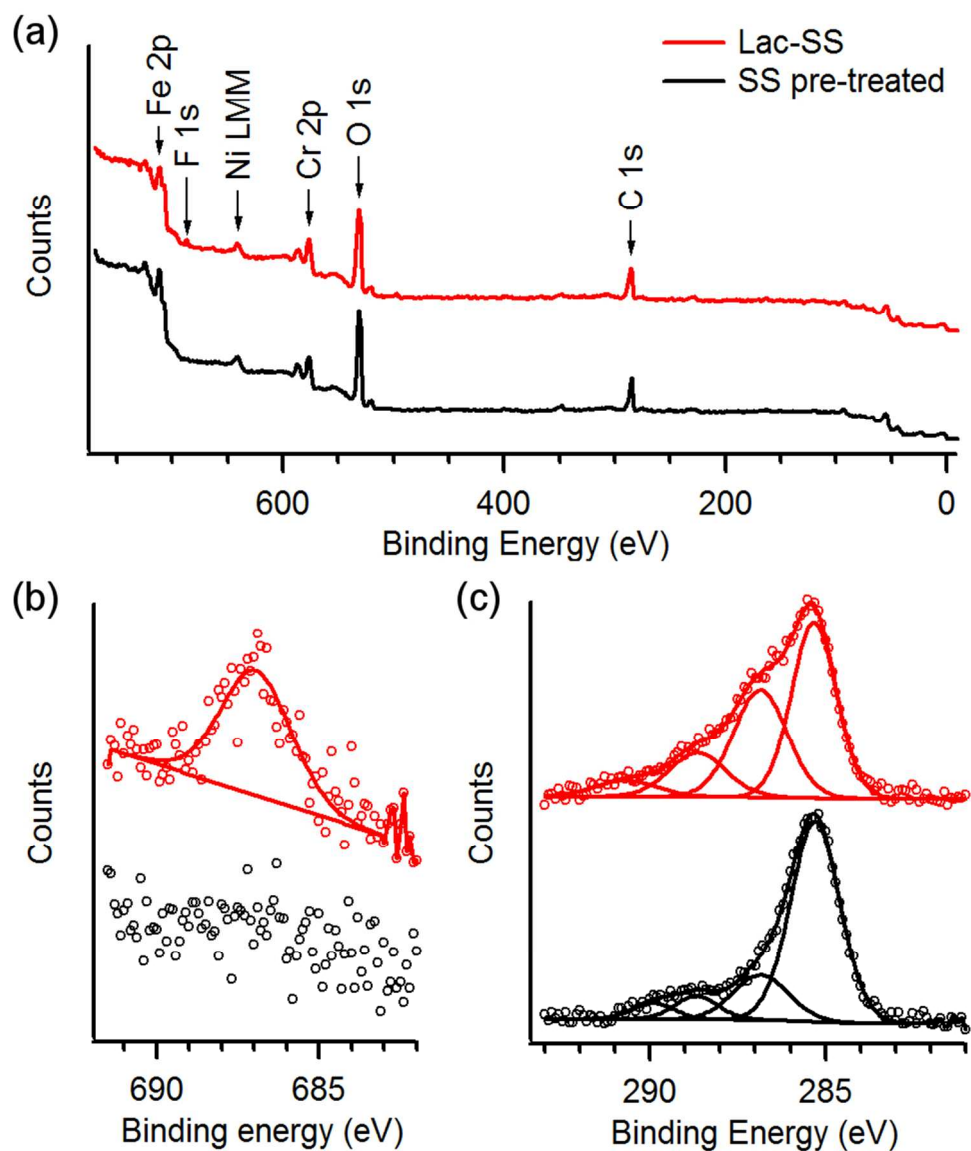 (a)
Lac-SS
SS pre-treated
Fe 2p
F 1s
Ni LMM
Cr 2p
O 1s
C 1s
Counts
600
400
200
0
Binding Energy (eV)
(b)
Counts
690
685
Binding energy (eV)
(c)
Counts
290
285
Binding Energy (eV)